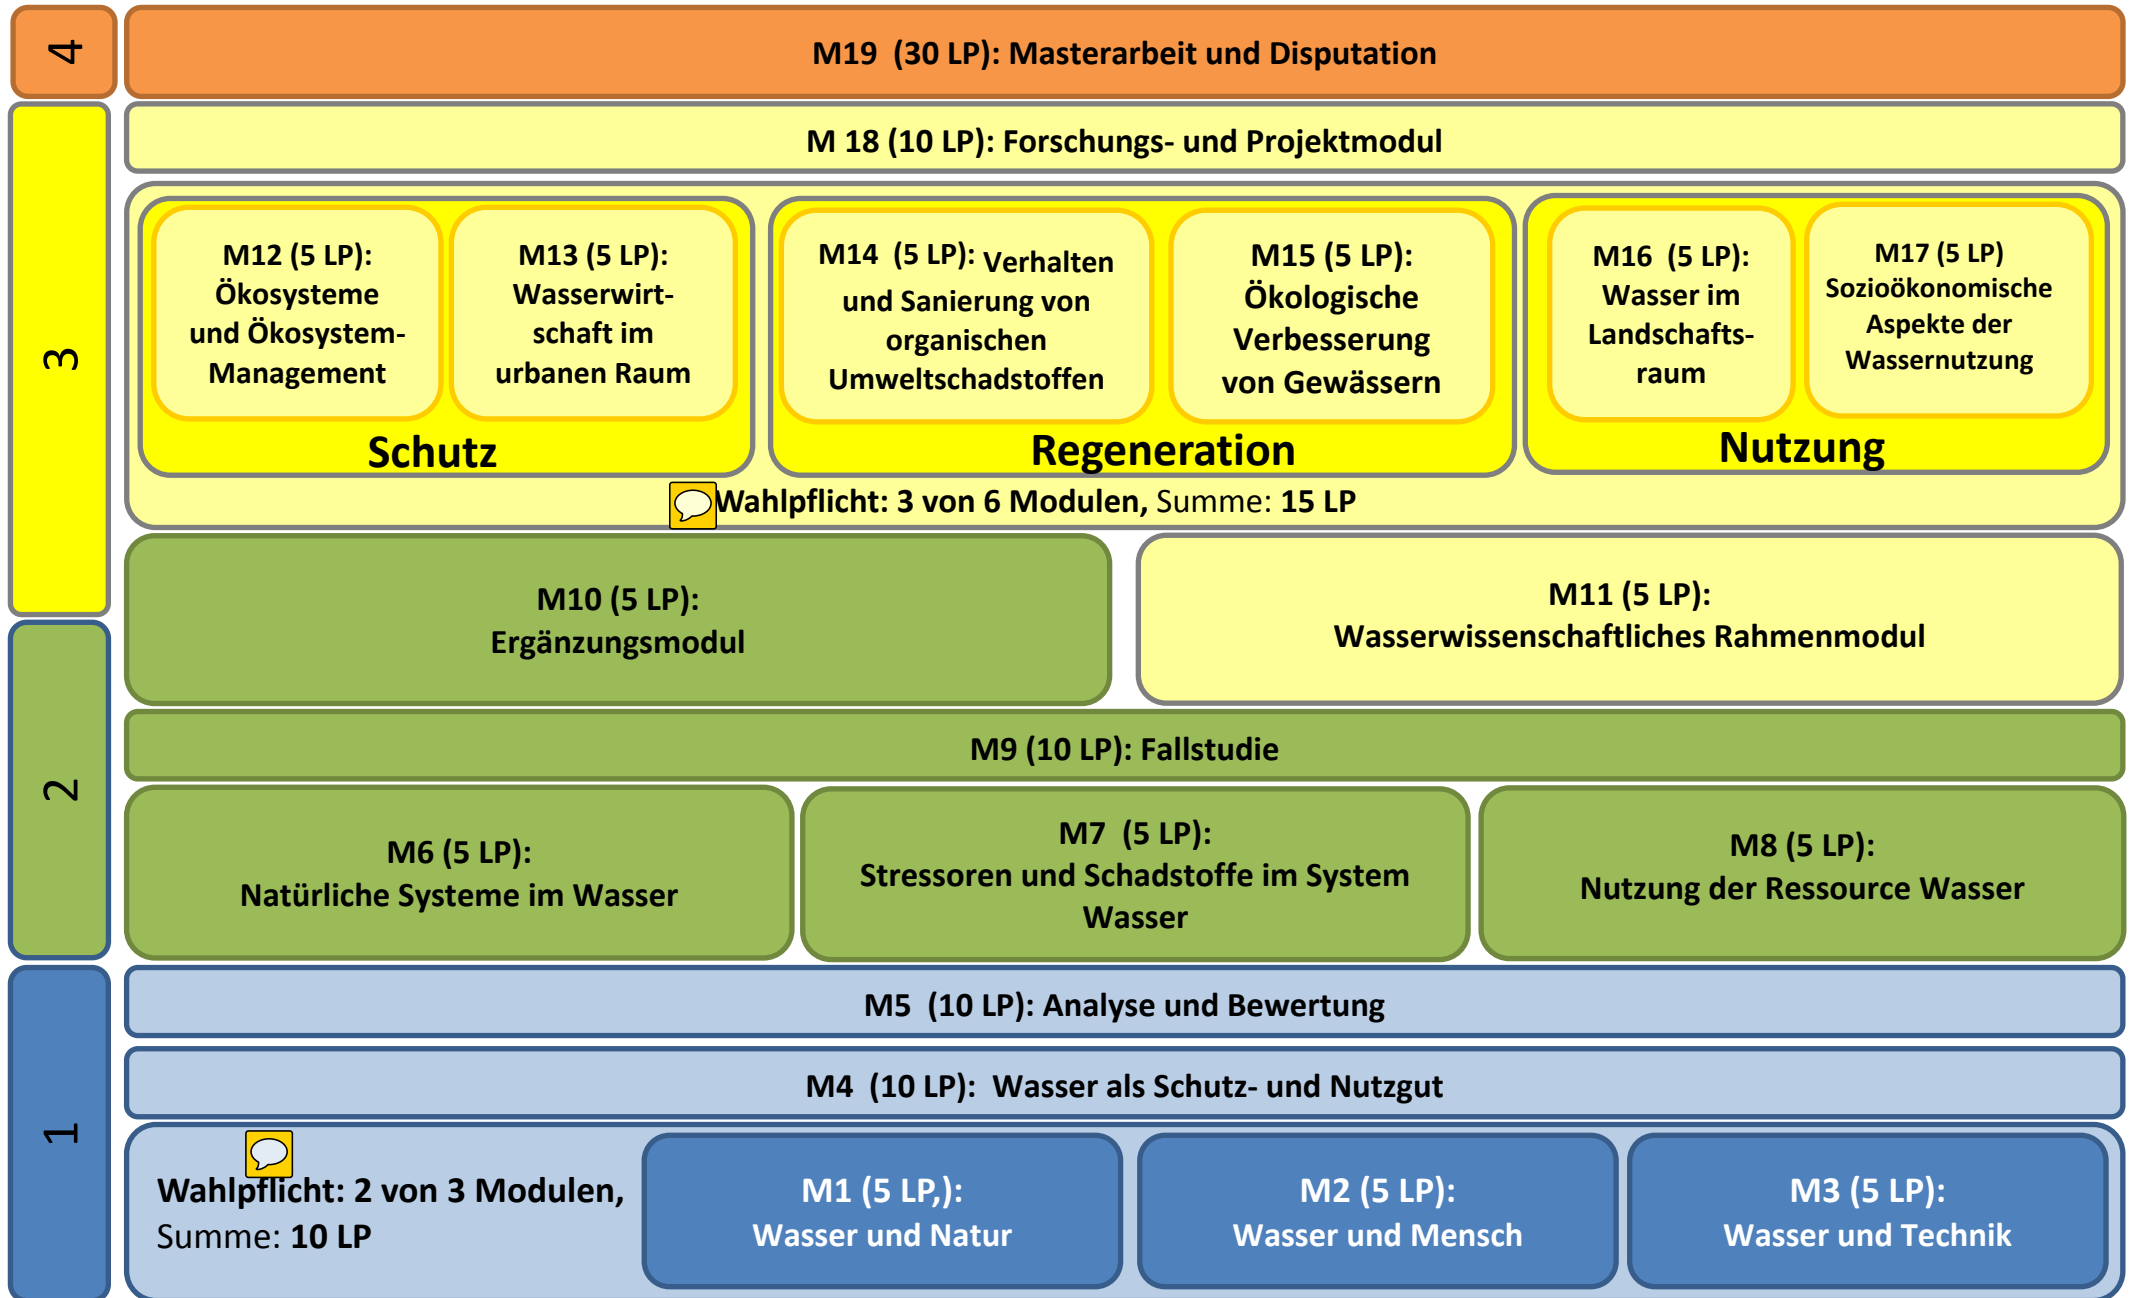 4
M19 (30 LP): Masterarbeit und Disputation
3
M 18 (10 LP): Forschungs- und Projektmodul
M12 (5 LP):
Ökosysteme
und Ökosystem-
Management
M13 (5 LP):
Wasserwirt-
schaft im
urbanen Raum
Schutz
M14 (5 LP): Verhalten
und Sanierung von
organischen
Umweltschadstoffen
M15 (5 LP):
Ökologische
Verbesserung
von Gewässern
Regeneration
M16 (5 LP):
Wasser im
Landschafts-
raum
M17 (5 LP)
Sozioökonomische
Aspekte der
Wassernutzung
Nutzung
Wahlpflicht: 3 von 6 Modulen, Summe: 15 LP
M10 (5 LP):
Ergänzungsmodul
M11 (5 LP):
Wasserwissenschaftliches Rahmenmodul
2
M9 (10 LP): Fallstudie
M6 (5 LP):
Natürliche Systeme im Wasser
M7 (5 LP):
Stressoren und Schadstoffe im System
Wasser
M8 (5 LP):
Nutzung der Ressource Wasser
1
M5 (10 LP): Analyse und Bewertung
M4 (10 LP): Wasser als Schutz- und Nutzgut
Wahlpflicht: 2 von 3 Modulen,
Summe: 10 LP
M1 (5 LP,):
Wasser und Natur
M2 (5 LP):
Wasser und Mensch
M3 (5 LP):
Wasser und Technik